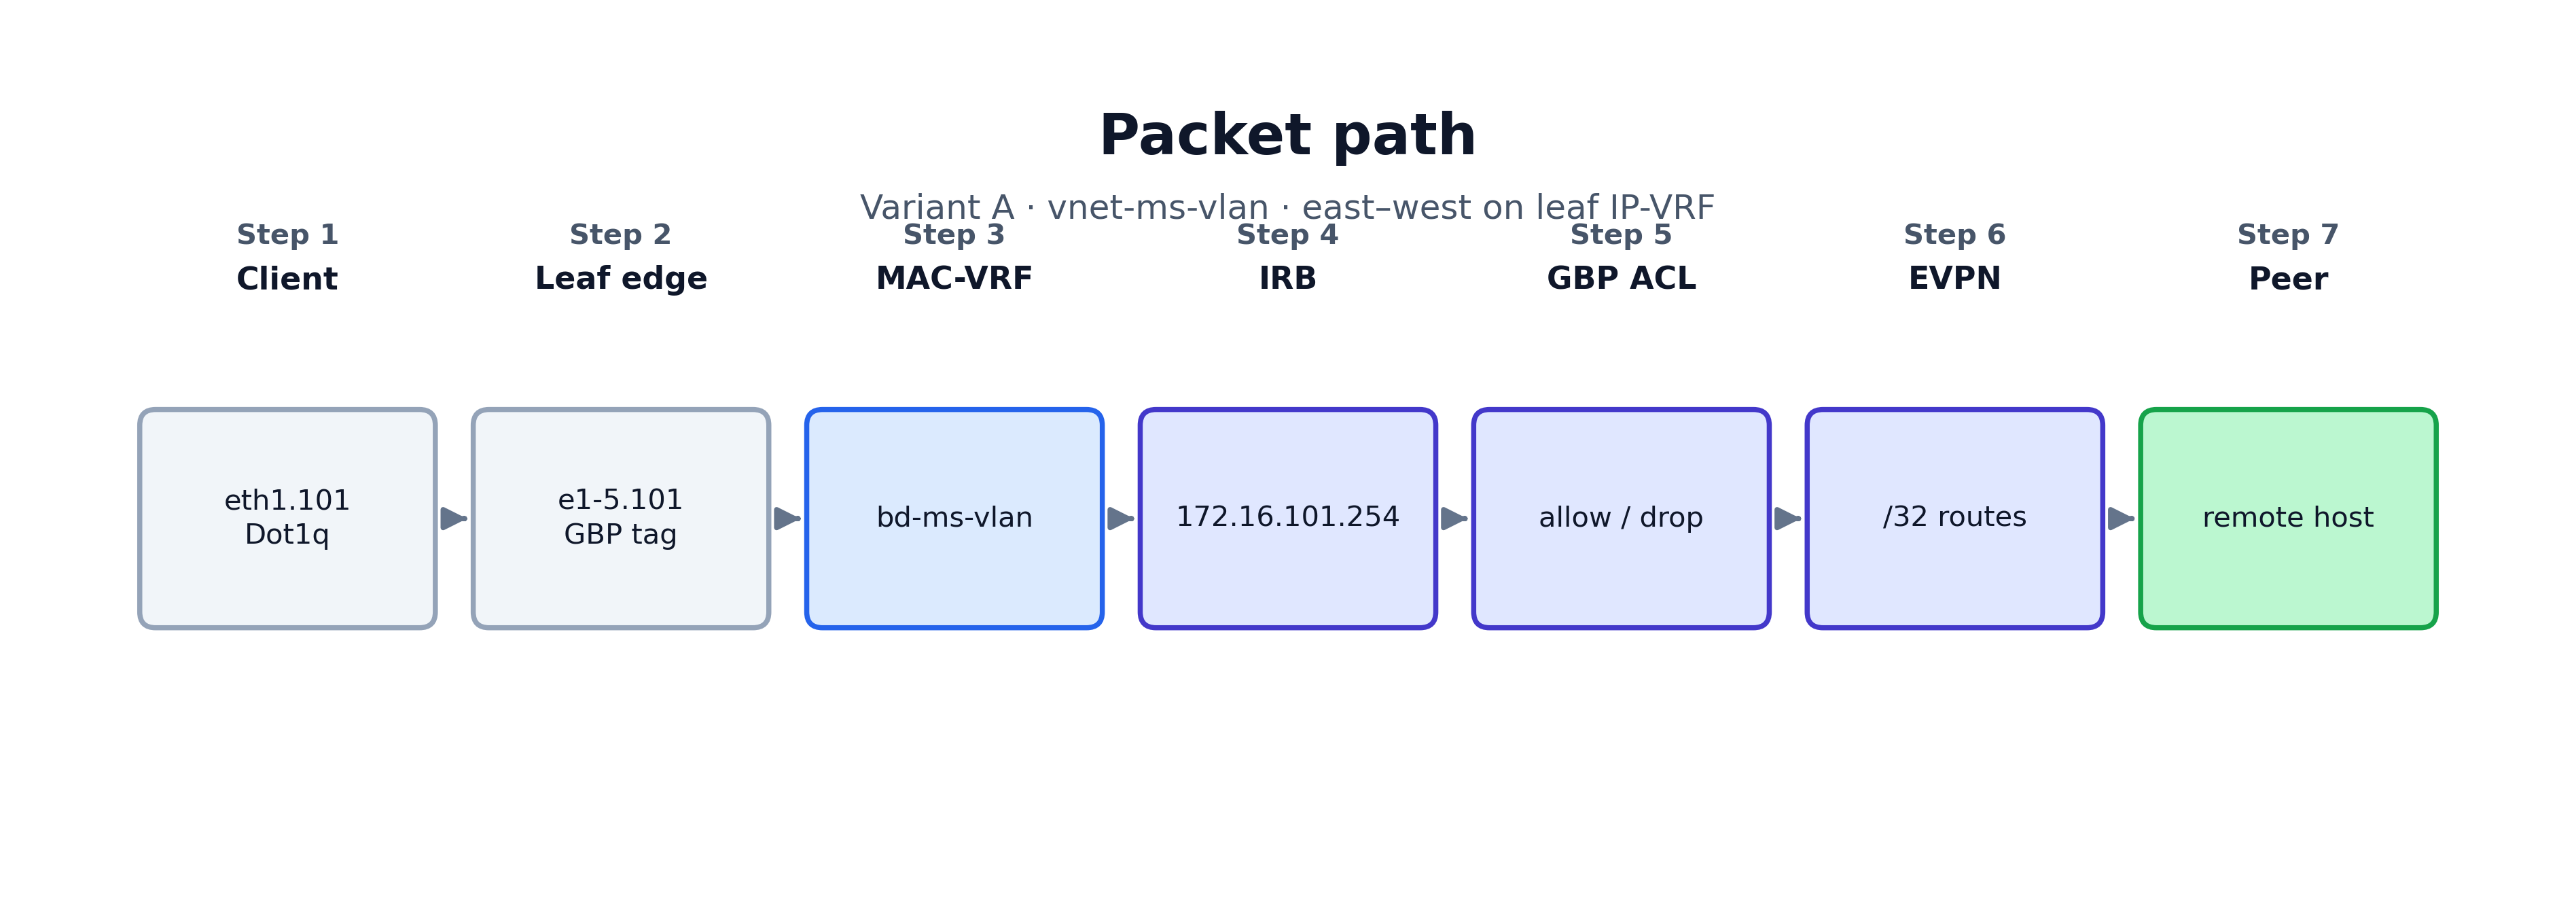 Packet path
Variant A · vnet-ms-vlan · east–west on leaf IP-VRF
Step 1
Client
Step 2
Leaf edge
Step 3
MAC-VRF
Step 4
IRB
Step 5
GBP ACL
Step 6
EVPN
Step 7
Peer
eth1.101
Dot1q
e1-5.101
GBP tag
bd-ms-vlan
172.16.101.254
allow / drop
/32 routes
remote host